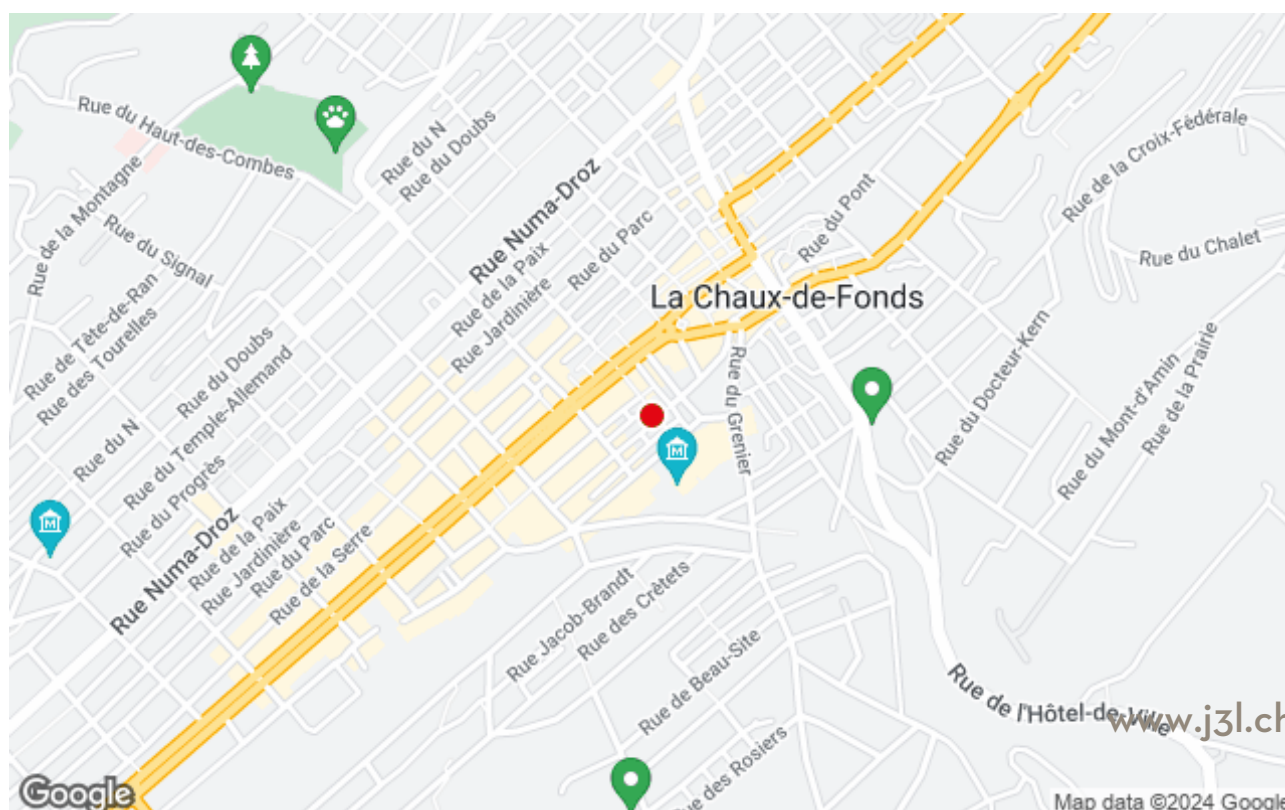 Rue du Haut-des-Combes
Rue du N
Rue du Doubs
Rue de la Croix-Fédérale
Rue de la Montagne
Rue Numa-Droz
Rue du Parc
Rue du Pont
Rue du Signal
Rue de la Paix
Rue du Chalet
Rue Jardinière
La Chaux-de-Fonds
Rue de Tête-de-Ran
Rue des Tourelles
Rue du Doubs
Rue du Temple-Allemand
Rue du Grenier
Rue du Docteur-Kern
Rue du Mont-d'Amin
Rue de la Prairie
Rue du N
Rue du Progrès
M
M
Rue Numa-Droz
Rue de la Paix
Rue Jardinière
Rue du Parc
Rue de la Serre
Rue Jacob-Brandt
Rue des Crètets
Rue de Beau-Site
Rue de l'Hôtel-de-Ville
www.j3l.ch
Rue des Rosiers
Google
Map data ©2024 Google